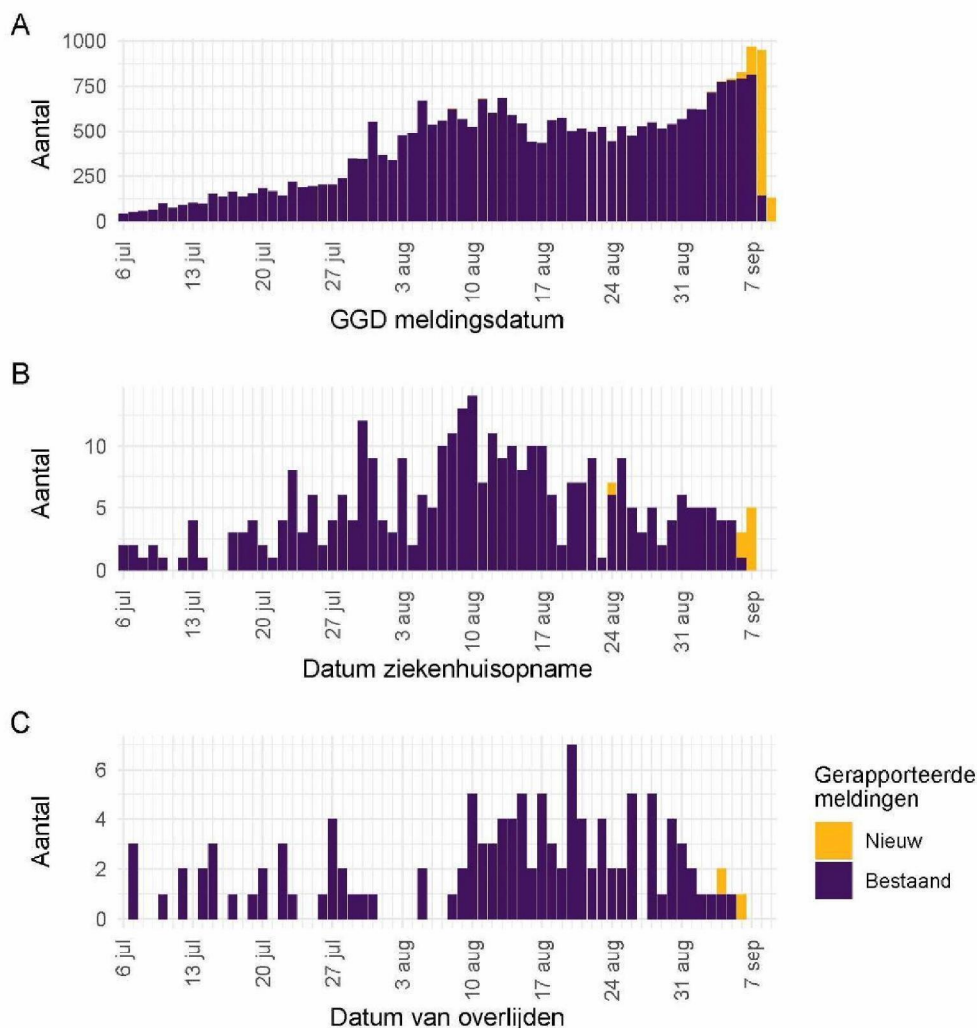 A
1000
750
500
250
0
Aantal
6 jul
13 jul
20 jul
27 jul
3 aug
10 aug
17 aug
24 aug
31 aug
7 sep
GGD meldingsdatum
B
10
5
0
Aantal
6 jul
13 jul
20 jul
27 jul
3 aug
10 aug
17 aug
24 aug
31 aug
7 sep
Datum ziekenhuisopname
C
6
4
2
0
Aantal
6 jul
13 jul
20 jul
27 jul
3 aug
10 aug
17 aug
24 aug
31 aug
7 sep
Datum van overlijden
Gerapporteerde
meldingen
Nieuw
Bestaand